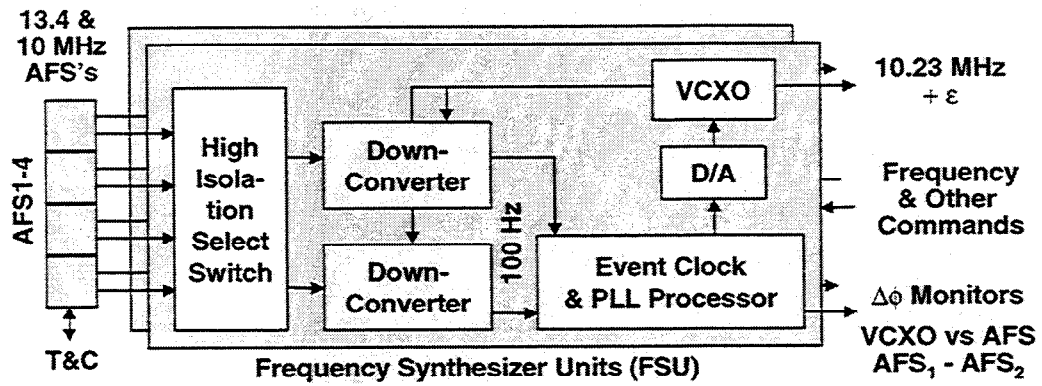 13.4 &
10 MHz
AFS's
AFS1-4
T&C
High
Isola-
tion
Select
Switch
Down-
Converter
Down-
Converter
100 Hz
VCXO
D/A
Event Clock
& PLL Processor
Frequency Synthesizer Units (FSU)
10.23 MHz
+ ε
Frequency
& Other
Commands
Δϕ Monitors
VCXO vs AFS
AFS₁ - AFS₂